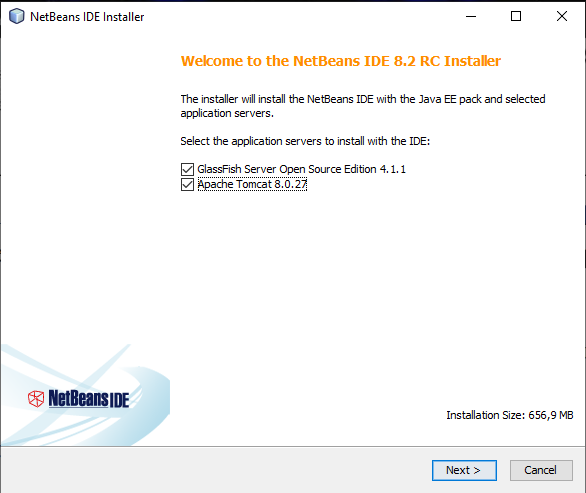 NetBeans IDE Installer
Welcome to the NetBeans IDE 8.2 RC Installer
The installer will install the NetBeans IDE with the Java EE pack and selected
application servers.
Select the application servers to install with the IDE:
GlassFish Server Open Source Edition 4.1.1
Apache Tomcat 8.0.27
NetBeans IDE
Installation Size: 656,9 MB
Next >
Cancel